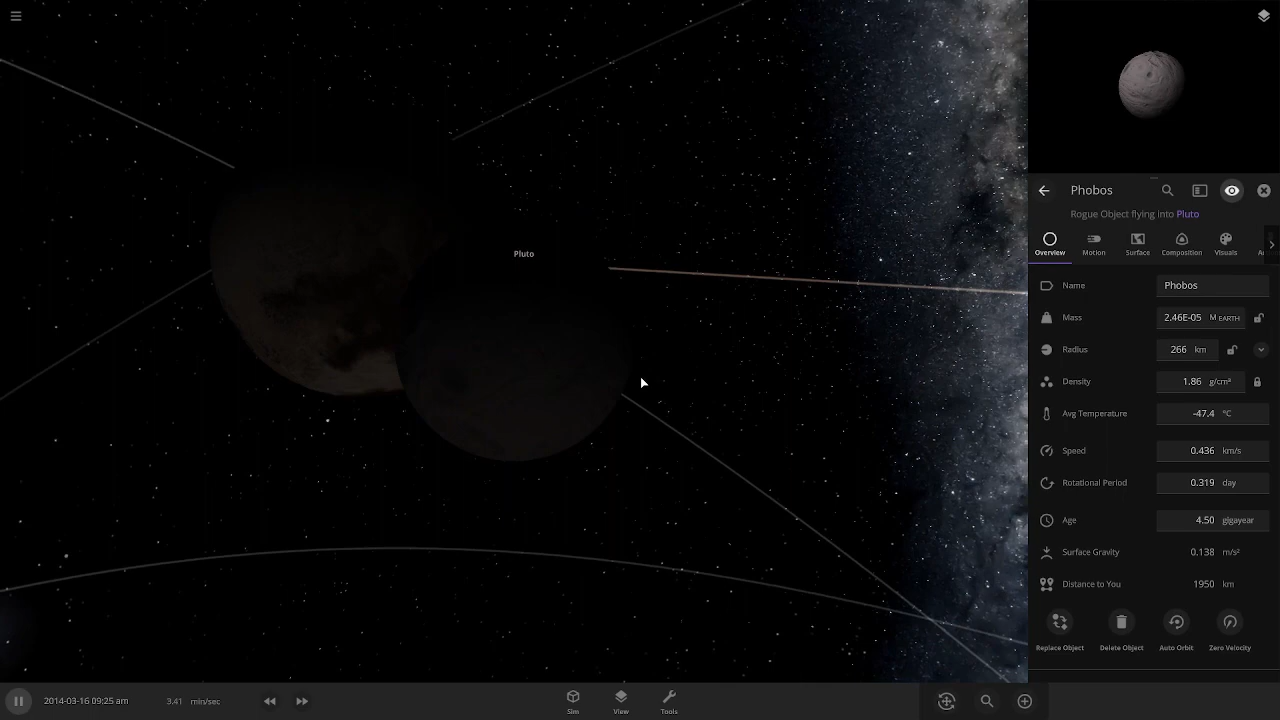 Pluto
Phobos
Rogue Object flying into Pluto
Overview Motion Surface Composition Visuals
Name Phobos
Mass 2.46E-05 M EARTH
Radius 266 km
Density 1.86 g/cm³
Avg Temperature -47.4 °C
Speed 0.436 km/s
Rotational Period 0.319 day
Age 4.50 gigayear
Surface Gravity 0.138 m/s²
Distance to You 1950 km
Replace Object Delete Object Auto Orbit Zero Velocity
2014-03-16 09:25 am 3.41 min/sec
Sim View Tools